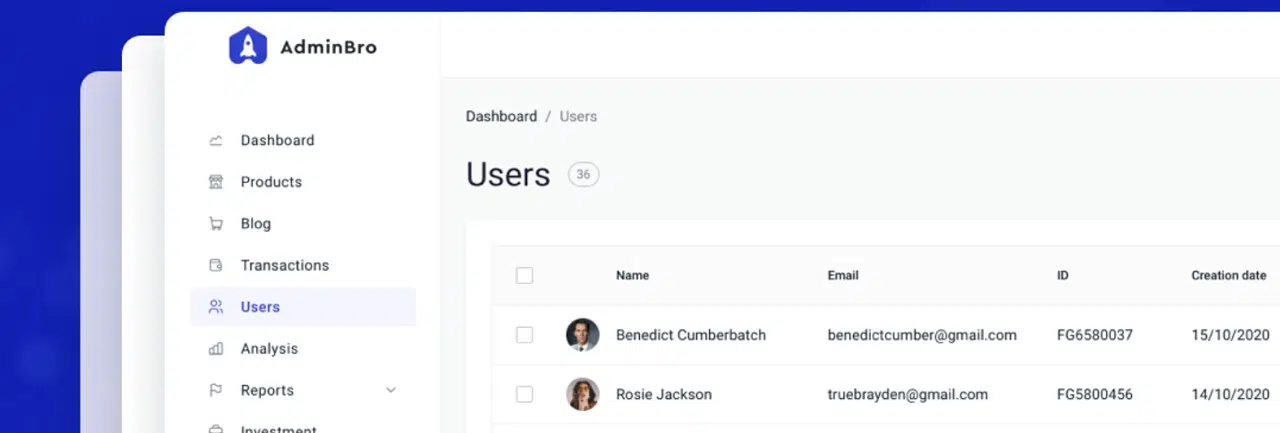 AdminBro
Dashboard
Products
Blog
Transactions
Users
Analysis
Reports
Investment
Dashboard / Users
Users 36
Name Email ID Creation date
Benedict Cumberbatch benedictcumber@gmail.com FG6580037 15/10/2020
Rosie Jackson truebrayden@gmail.com FG5800456 14/10/2020